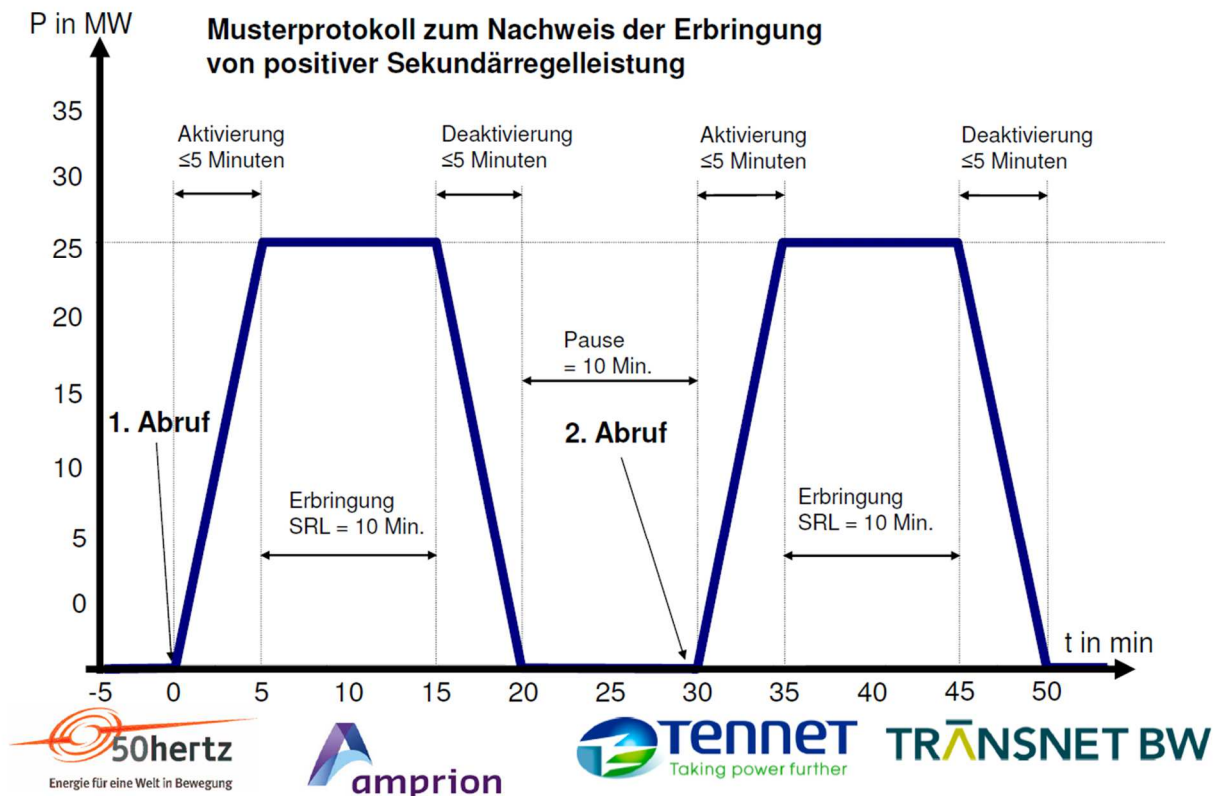 P in MW
Musterprotokoll zum Nachweis der Erbringung
von positiver Sekundärregelleistung
35
30
25
20
15
10
5
0
Aktivierung
≤5 Minuten
Deaktivierung
≤5 Minuten
Aktivierung
≤5 Minuten
Deaktivierung
≤5 Minuten
Pause
= 10 Min.
1. Abruf
2. Abruf
Erbringung
SRL = 10 Min.
Erbringung
SRL = 10 Min.
t in min
-5 0 5 10 15 20 25 30 35 40 45 50
50hertz
Energie für eine Welt in Bewegung
amprion
TenneT
Taking power further
TRANSNET BW